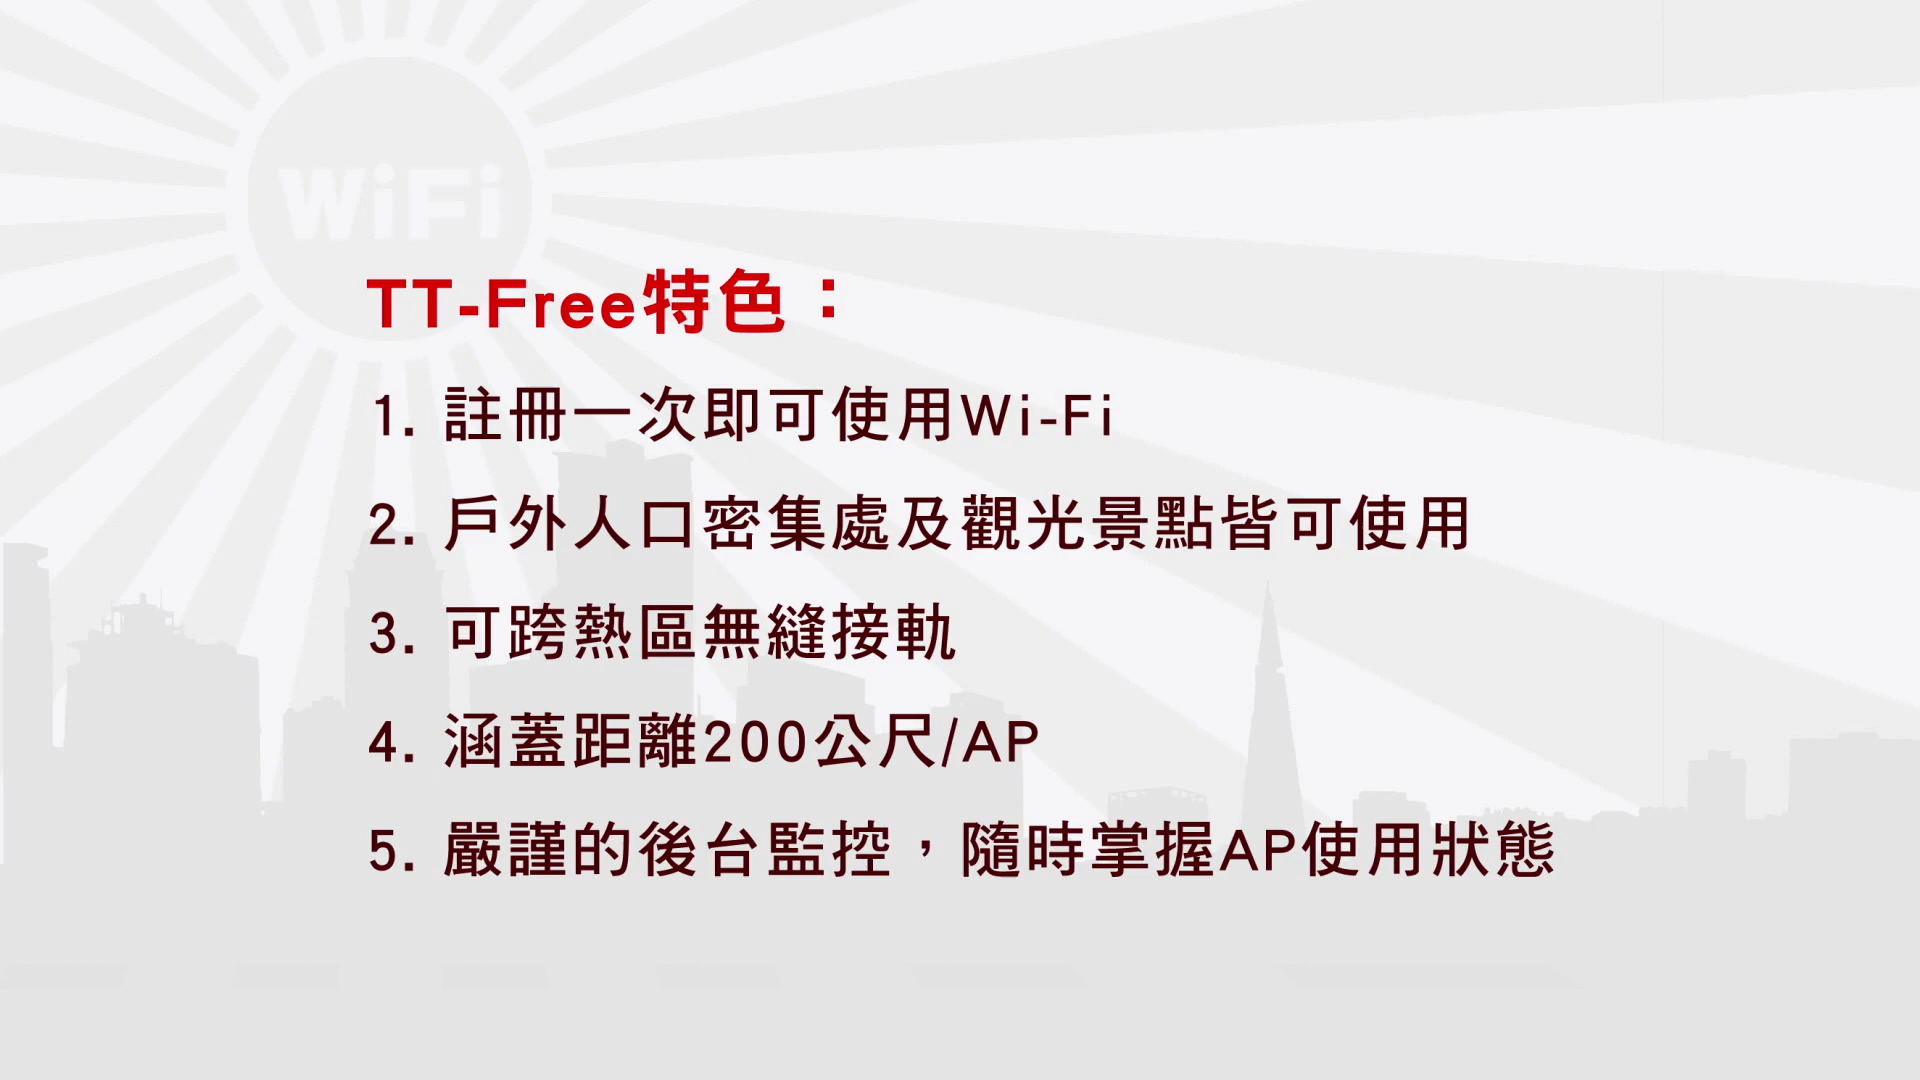 WiFi
TT-Free特色：
1. 註冊一次即可使用Wi-Fi
2. 戶外人口密集處及觀光景點皆可使用
3. 可跨熱區無縫接軌
4. 涵蓋距離200公尺/AP
5. 嚴謹的後台監控，隨時掌握AP使用狀態